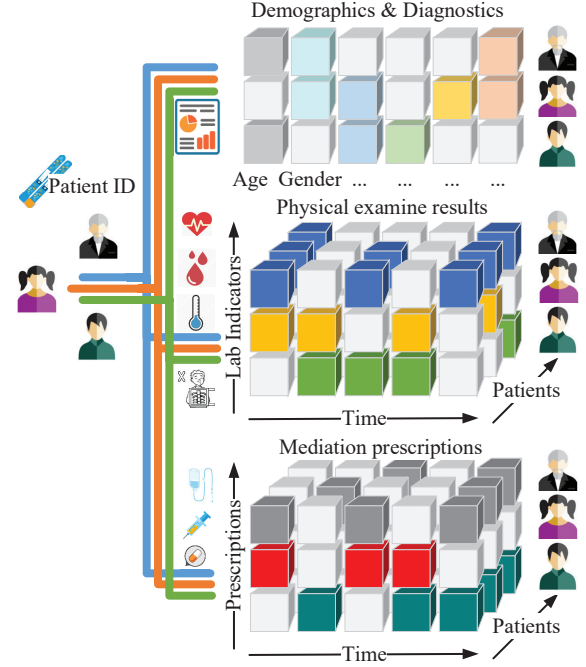 Demographics & Diagnostics
Patient ID
Age Gender ... ... ... ...
Physical examine results
Lab Indicators
Patients
Time
Mediation prescriptions
Prescriptions
Patients
Time